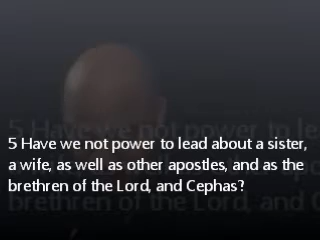 5 Have we not power to lead about a sister,
a wife, as well as other apostles, and as the
brethren of the Lord, and Cephas?